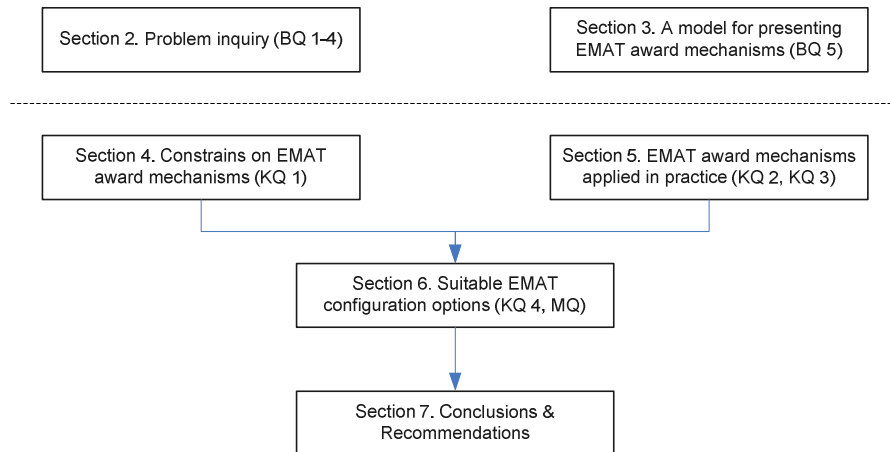 Section 2. Problem inquiry (BQ 1-4)
Section 3. A model for presenting
EMAT award mechanisms (BQ 5)
Section 4. Constrains on EMAT
award mechanisms (KQ 1)
Section 5. EMAT award mechanisms
applied in practice (KQ 2, KQ 3)
Section 6. Suitable EMAT
configuration options (KQ 4, MQ)
Section 7. Conclusions &
Recommendations